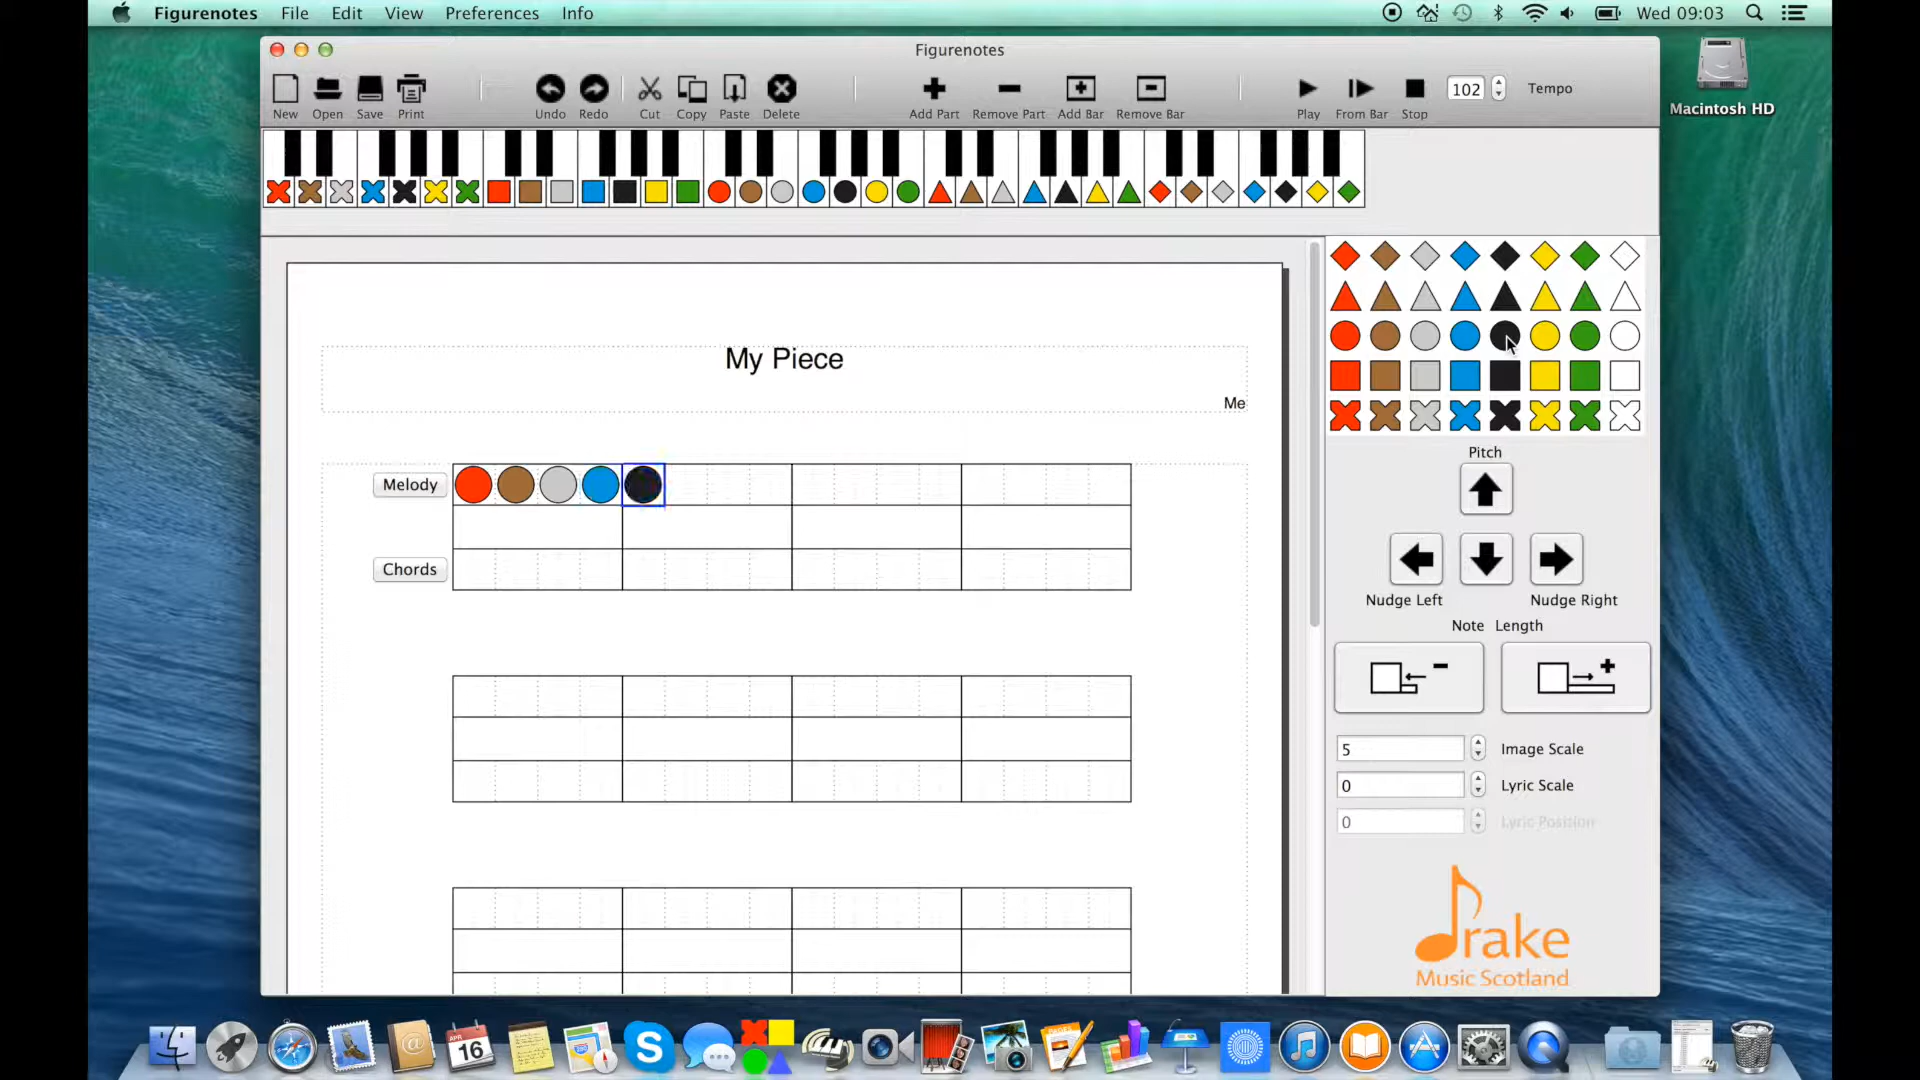 Figurenotes File Edit View Preferences Info Wed 09:03
Figurenotes
Macintosh HD
New Open Save Print Undo Redo Cut Copy Paste Delete Add Part Remove Part Add Bar Remove Bar Play From Bar Stop 102 Tempo
My Piece
Me
Melody
Chords
Pitch
Nudge Left Nudge Right
Note Length
5 Image Scale
0 Lyric Scale
0 Lyric Position
Drake
Music Scotland
APR
16
PAGES